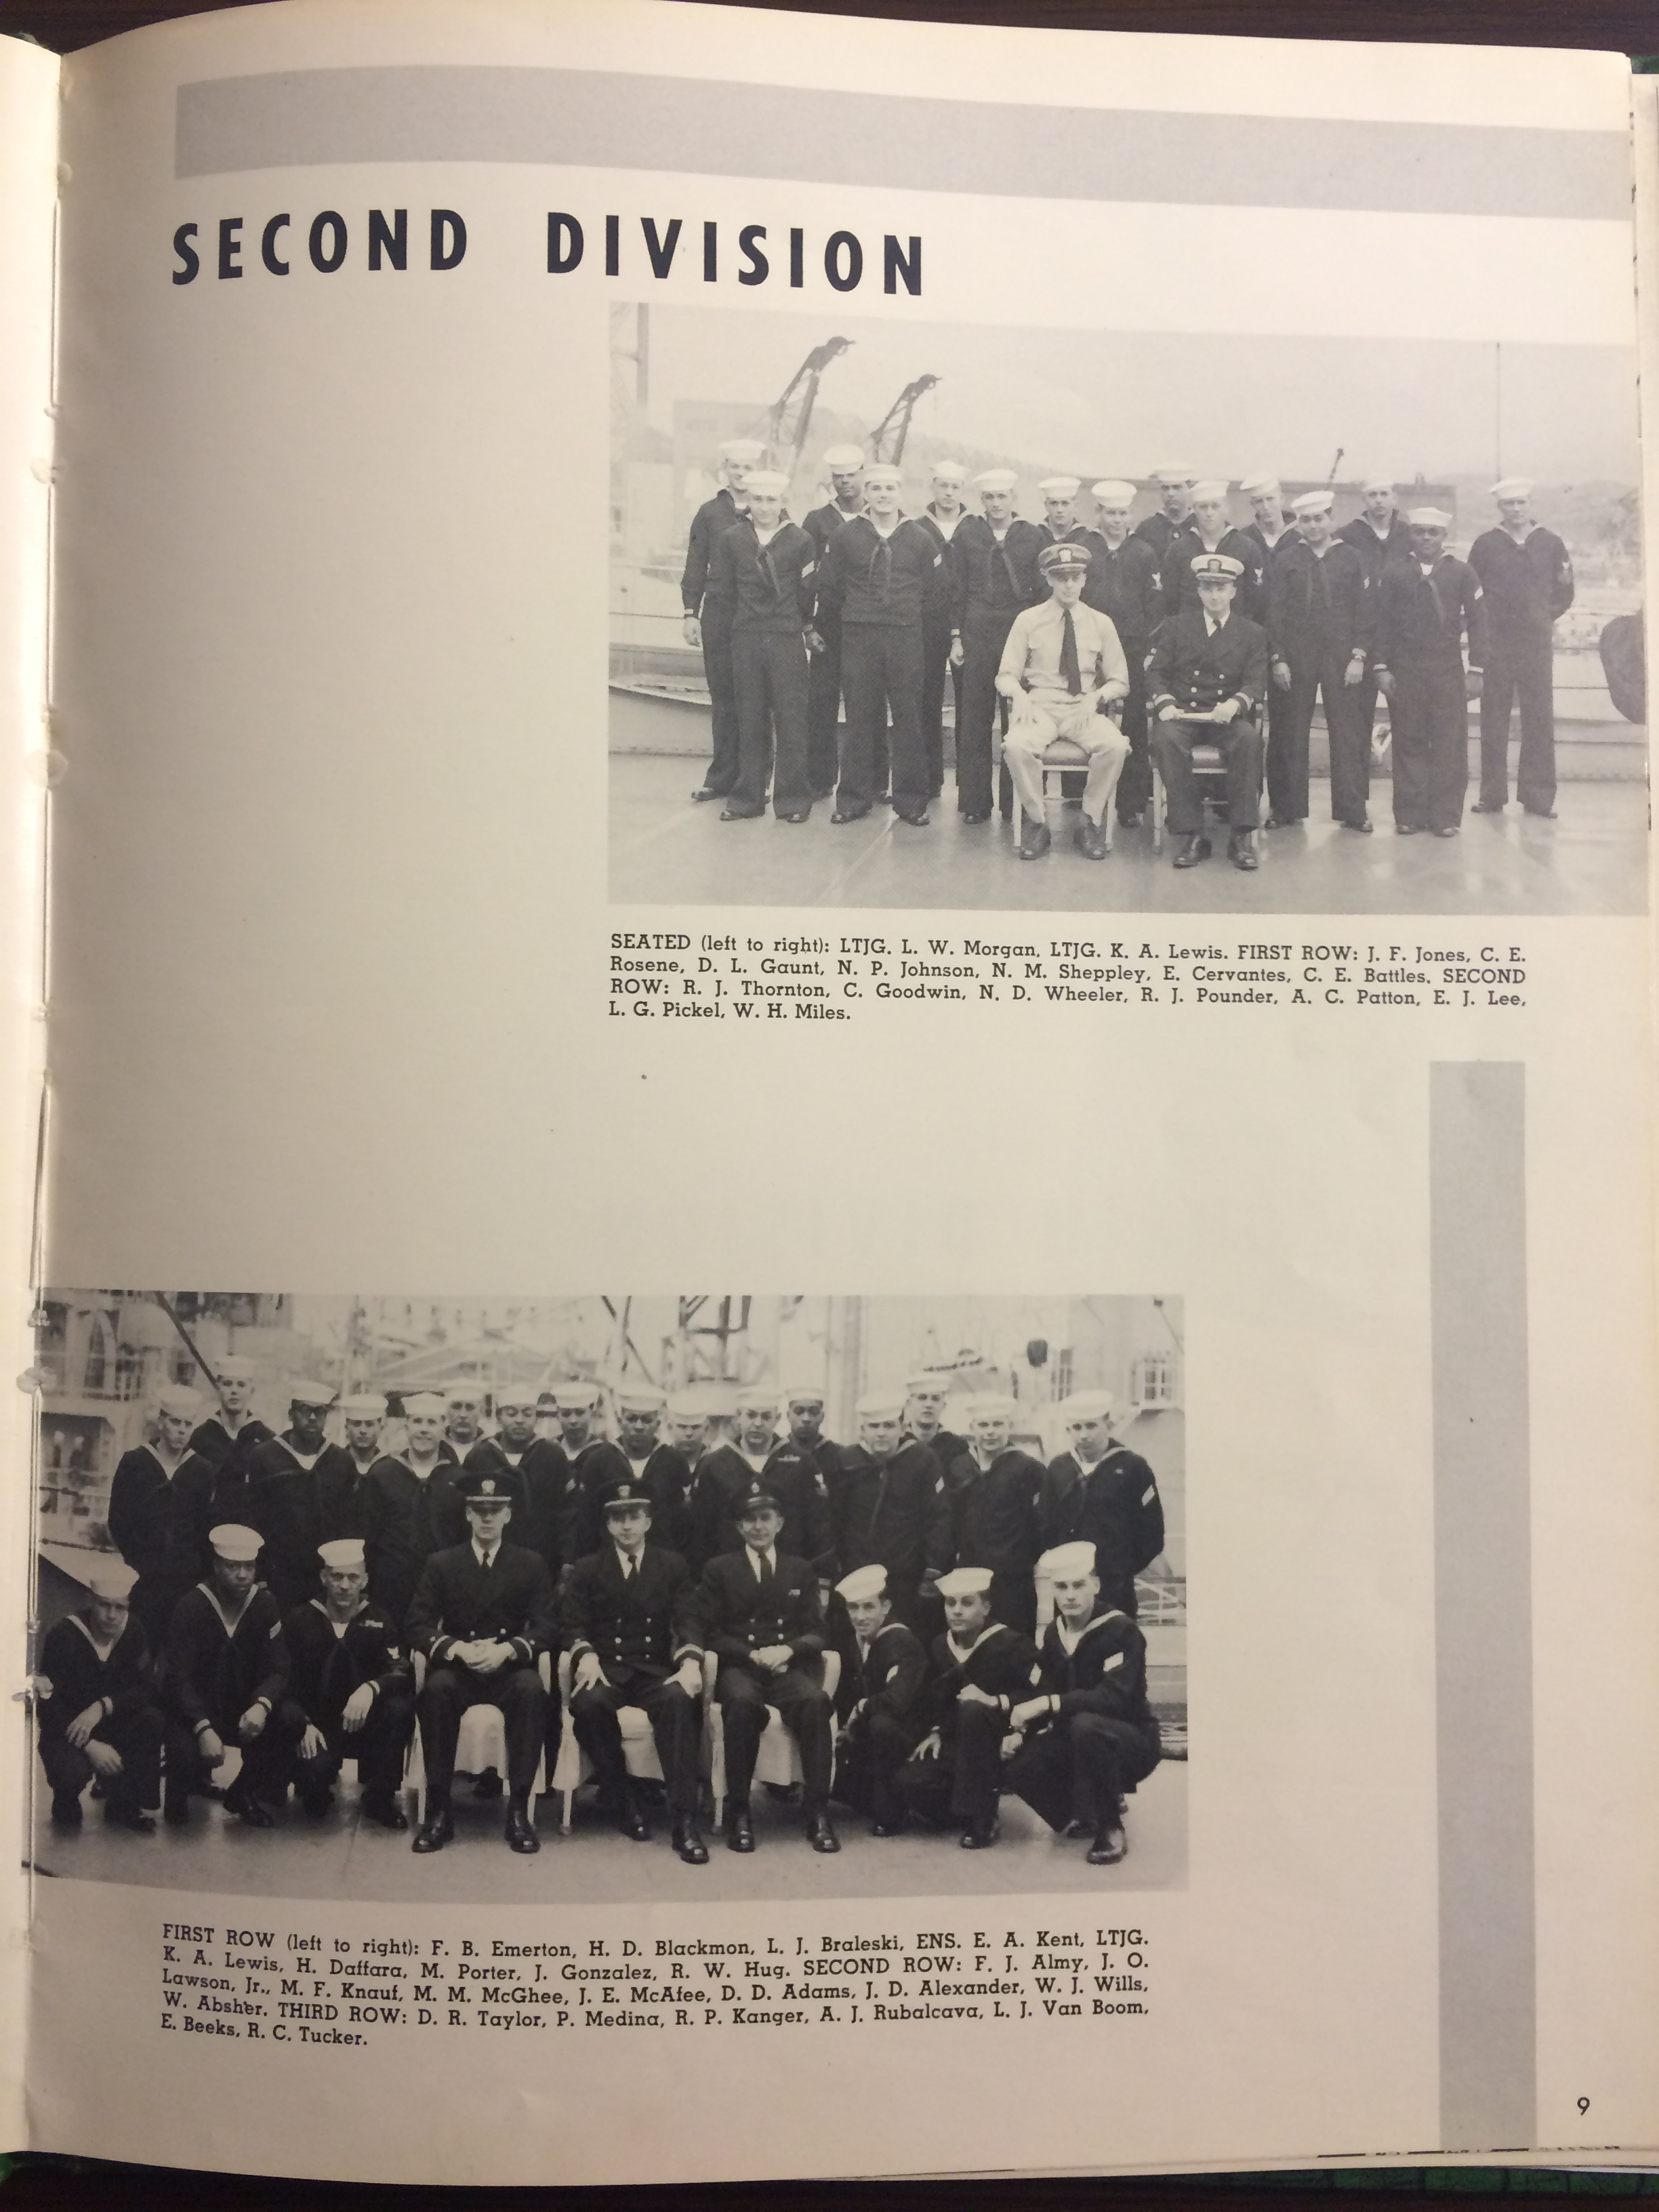 SECOND DIVISION
SEATED (left to right): LTJG. L. W. Morgan, LTJG. K. A. Lewis. FIRST ROW: J. F. Jones, C. E.
Rosene, D. L. Gaunt, N. P. Johnson, N. M. Sheppley, E. Cervantes, C. E. Battles, SECOND
ROW: R. J. Thornton, C. Goodwin, N. D. Wheeler, R. J. Pounder, A. C. Patton, E. J. Lee,
L. G. Pickel, W. H. Miles.
FIRST ROW (left to right): F. B. Emerton, H. D. Blackmon, L. J. Braleski, ENS. E. A. Kent, LTJG.
K. A. Lewis, H. Daffara, M. Porter, J. Gonzalez, R. W. Hug. SECOND ROW: F. J. Almy, J. O.
Lawson, Jr., M. F. Knauf, M. M. McGhee, J. E. McAfee, D. D. Adams, J. D. Alexander, W. J. Wills,
W. Absher. THIRD ROW: D. R. Taylor, P. Medina, R. P. Kanger, A. J. Rubalcava, L. J. Van Boom,
E. Beeks, R. C. Tucker.
9